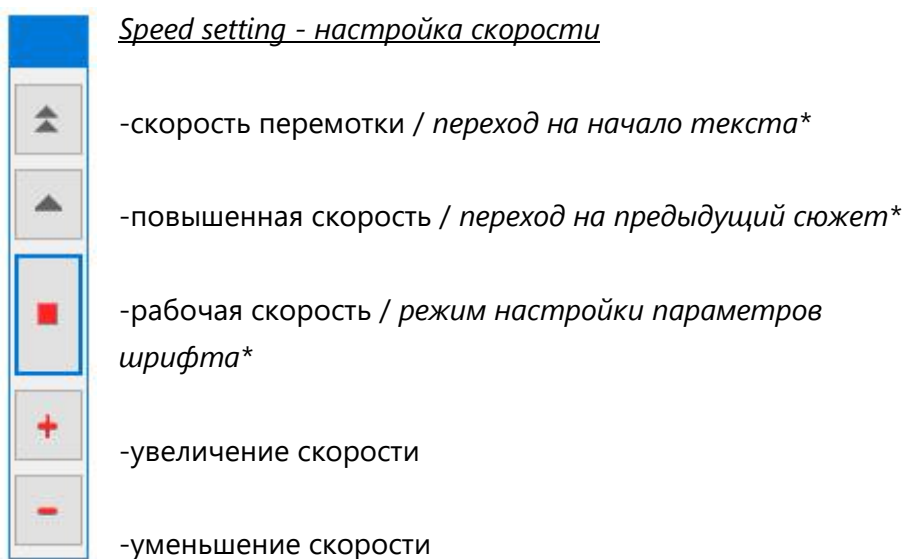 Speed setting - настройка скорости
-скорость перемотки / переход на начало текста*
-повышенная скорость / переход на предыдущий сюжет*
-рабочая скорость / режим настройки параметров
шрифта*
-увеличение скорости
-уменьшение скорости